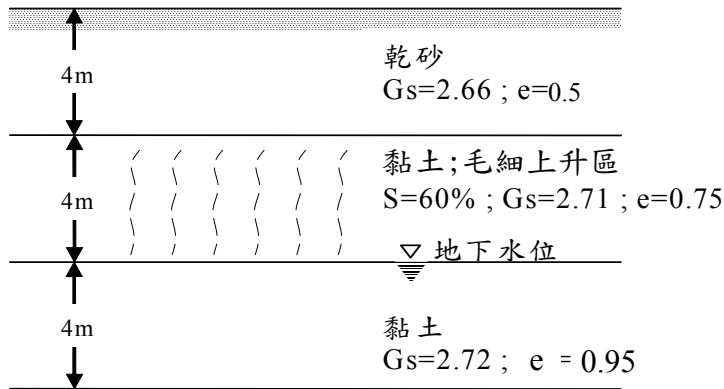 4m
乾砂
Gs=2.66 ; e=0.5
4m
黏土;毛細上升區
S=60% ; Gs=2.71 ; e=0.75
地下水位
4m
黏土
Gs=2.72 ; e = 0.95